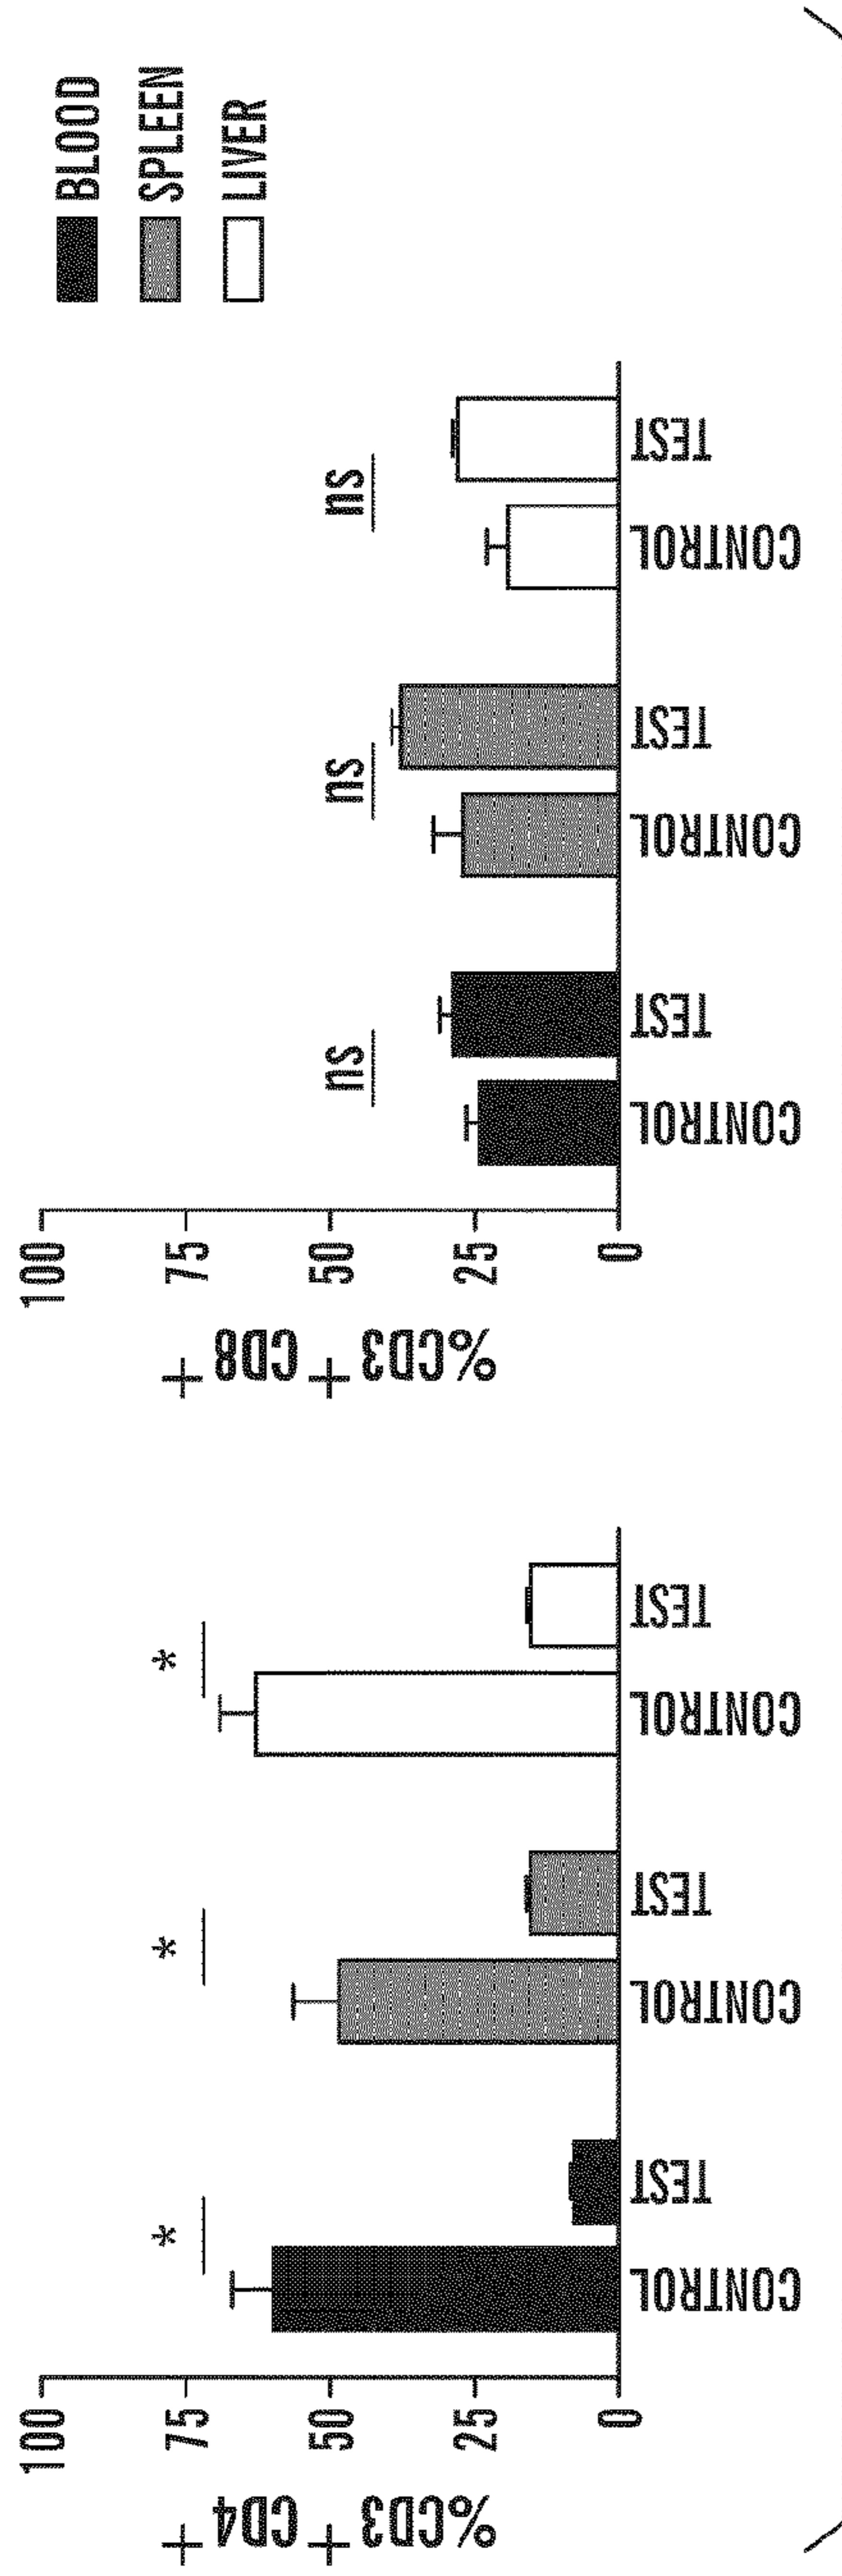 %CD3+CD4+
100
75
50
25
0
*
*
*
CONTROL
TEST
CONTROL
TEST
CONTROL
TEST
%CD3+CD8+
100
75
50
25
0
ns
ns
ns
CONTROL
TEST
CONTROL
TEST
CONTROL
TEST
BLOOD
SPLEEN
LIVER